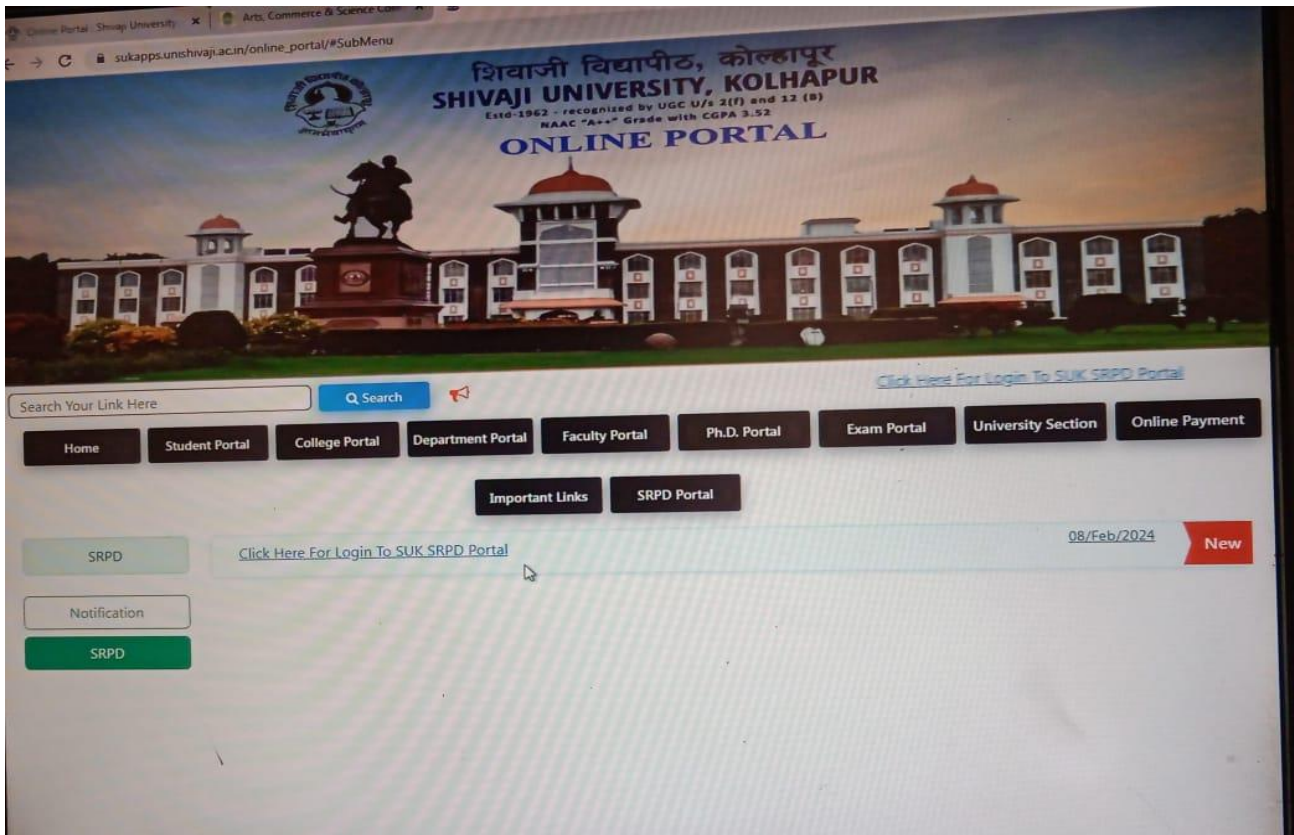 Online Portal : Shivaji University
Arts, Commerce & Science
sukapps.unishivaji.ac.in/online_portal/#SubMenu
शिवाजी विद्यापीठ, कोल्हापूर
SHIVAJI UNIVERSITY, KOLHAPUR
Estd-1962 - recognized by UGC U/s 2(f) and 12 (B)
NAAC "A++" Grade with CGPA 3.52
ONLINE PORTAL
Click Here For Login To SUK SRPD Portal
Search Your Link Here
Search
Home Student Portal College Portal Department Portal Faculty Portal Ph.D. Portal Exam Portal University Section Online Payment
Important Links SRPD Portal
SRPD
Click Here For Login To SUK SRPD Portal 08/Feb/2024 New
Notification
SRPD